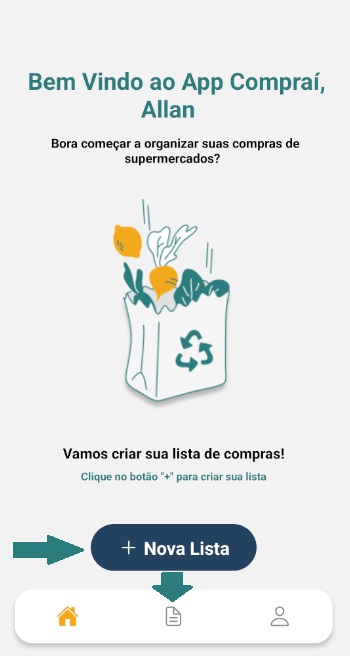 Bem Vindo ao App Compraí,
Allan
Bora começar a organizar suas compras de
supermercados?
Vamos criar sua lista de compras!
Clique no botão "+" para criar sua lista
+ Nova Lista